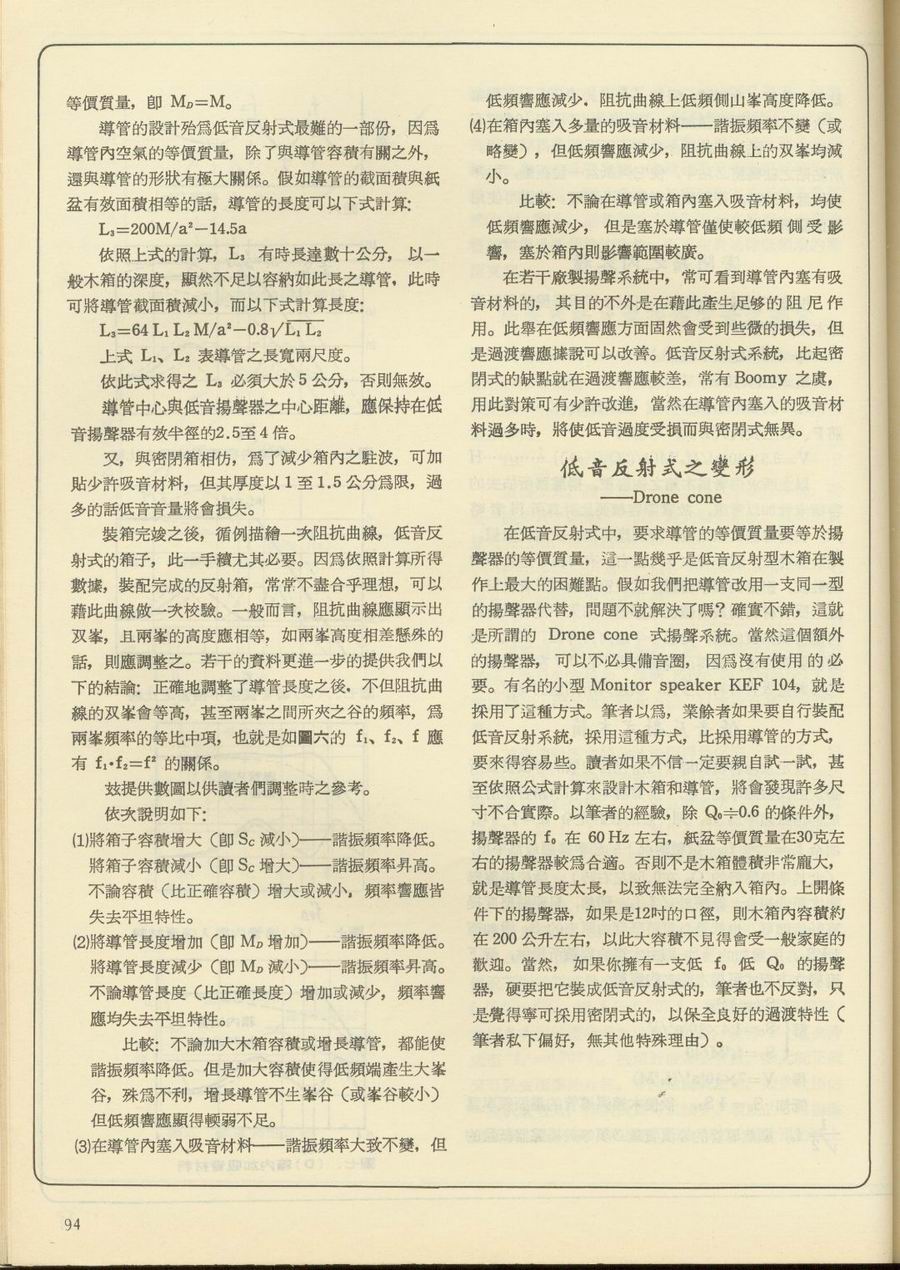 等價質量，卽 M_D＝M。
導管的設計殆爲低音反射式最難的一部份，因爲
導管內空氣的等價質量，除了與導管容積有關之外，
還與導管的形狀有極大關係。假如導管的截面積與紙
盆有效面積相等的話，導管的長度可以下式計算：
L₃=200M/a²－14.5a
依照上式的計算，L₃ 有時長達數十公分，以一
般木箱的深度，顯然不足以容納如此長之導管，此時
可將導管截面積減小，而以下式計算長度：
L₃=64 L₁ L₂ M/a²－0.8√L₁ L₂
上式 L₁、L₂ 表導管之長寬兩尺度。
依此式求得之 L₃ 必須大於 5 公分，否則無效。
導管中心與低音揚聲器之中心距離，應保持在低
音揚聲器有效半徑的2.5至 4 倍。
又，與密閉箱相仿，爲了減少箱內之駐波，可加
貼少許吸音材料，但其厚度以 1 至 1.5 公分爲限，過
多的話低音音量將會損失。
裝箱完竣之後，循例描繪一次阻抗曲線，低音反
射式的箱子，此一手續尤其必要。因爲依照計算所得
數據，裝配完成的反射箱，常常不盡合乎理想，可以
藉此曲線做一次校驗。一般而言，阻抗曲線應顯示出
双峯，且兩峯的高度應相等，如兩峯高度相差懸殊的
話，則應調整之。若干的資料更進一步的提供我們以
下的結論：正確地調整了導管長度之後，不但阻抗曲
線的双峯會等高，甚至兩峯之間所夾之谷的頻率，爲
兩峯頻率的等比中項，也就是如圖六的 f₁、f₂、f 應
有 f₁·f₂=f² 的關係。
玆提供數圖以供讀者們調整時之參考。
依次說明如下：
⑴將箱子容積增大（卽 Sc 減小）——諧振頻率降低。
將箱子容積減小（卽 Sc 增大）——諧振頻率昇高。
不論容積（比正確容積）增大或減小，頻率響應皆
失去平坦特性。
⑵將導管長度增加（卽 M_D 增加）——諧振頻率降低。
將導管長度減少（卽 M_D 減小）——諧振頻率昇高。
不論導管長度（比正確長度）增加或減少，頻率響
應均失去平坦特性。
比較：不論加大木箱容積或增長導管，都能使
諧振頻率降低。但是加大容積使得低頻端產生大峯
谷，殊爲不利，增長導管不生峯谷（或峯谷較小）
但低頻響應顯得輭弱不足。
⑶在導管內塞入吸音材料——諧振頻率大致不變，但
低頻響應減少．阻抗曲線上低頻側山峯高度降低。
⑷在箱內塞入多量的吸音材料——諧振頻率不變（或
略變），但低頻響應減少，阻抗曲線上的双峯均減
小。
比較：不論在導管或箱內塞入吸音材料，均使
低頻響應減少，但是塞於導管僅使較低頻側受影
響，塞於箱內則影響範圍較廣。
在若干廠製揚聲系統中，常可看到導管內塞有吸
音材料的，其目的不外是在藉此產生足够的阻尼作
用。此舉在低頻響應方面固然會受到些微的損失，但
是過渡響應據說可以改善。低音反射式系統，比起密
閉式的缺點就在過渡響應較差，常有 Boomy 之虞，
用此對策可有少許改進，當然在導管內塞入的吸音材
料過多時，將使低音過度受損而與密閉式無異。
低音反射式之變形
——Drone cone
在低音反射式中，要求導管的等價質量要等於揚
聲器的等價質量，這一點幾乎是低音反射型木箱在製
作上最大的困難點。假如我們把導管改用一支同一型
的揚聲器代替，問題不就解決了嗎？確實不錯，這就
是所謂的 Drone cone 式揚聲系統。當然這個額外
的揚聲器，可以不必具備音圈，因爲沒有使用的必
要。有名的小型 Monitor speaker KEF 104，就是
採用了這種方式。筆者以爲，業餘者如果要自行裝配
低音反射系統，採用這種方式，比採用導管的方式，
要來得容易些。讀者如果不信一定要親自試一試，甚
至依照公式計算來設計木箱和導管，將會發現許多尺
寸不合實際。以筆者的經驗，除 Q₀≑0.6 的條件外，
揚聲器的 f₀ 在 60 Hz 左右，紙盆等價質量在30克左
右的揚聲器較爲合適。否則不是木箱體積非常龐大，
就是導管長度太長，以致無法完全納入箱內。上開條
件下的揚聲器，如果是12吋的口徑，則木箱內容積約
在 200 公升左右，以此大容積不見得會受一般家庭的
歡迎。當然，如果你擁有一支低 f₀ 低 Q₀ 的揚聲
器，硬要把它裝成低音反射式的，筆者也不反對，只
是覺得寧可採用密閉式的，以保全良好的過渡特性（
筆者私下偏好，無其他特殊理由）。
94